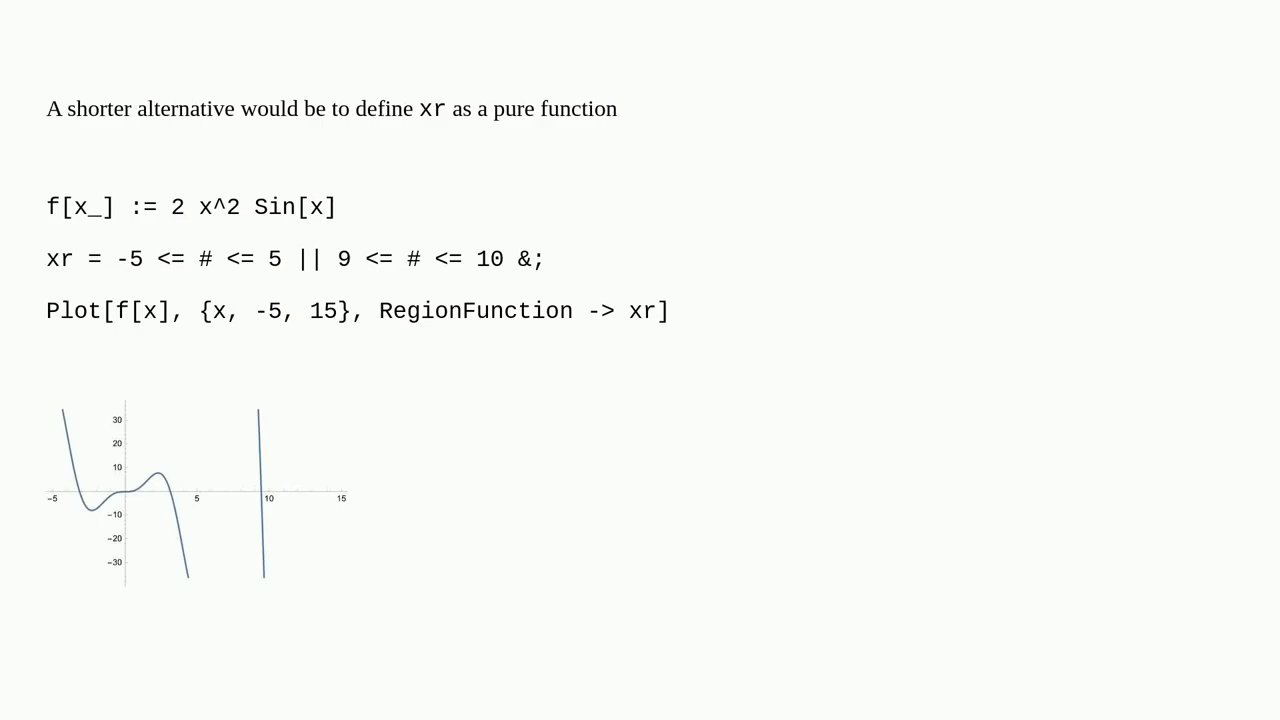 A shorter alternative would be to define xr as a pure function
f[x_] := 2 x^2 Sin[x]
xr = -5 <= # <= 5 || 9 <= # <= 10 &;
Plot[f[x], {x, -5, 15}, RegionFunction -> xr]
30
20
10
−5 5 10 15
−10
−20
−30